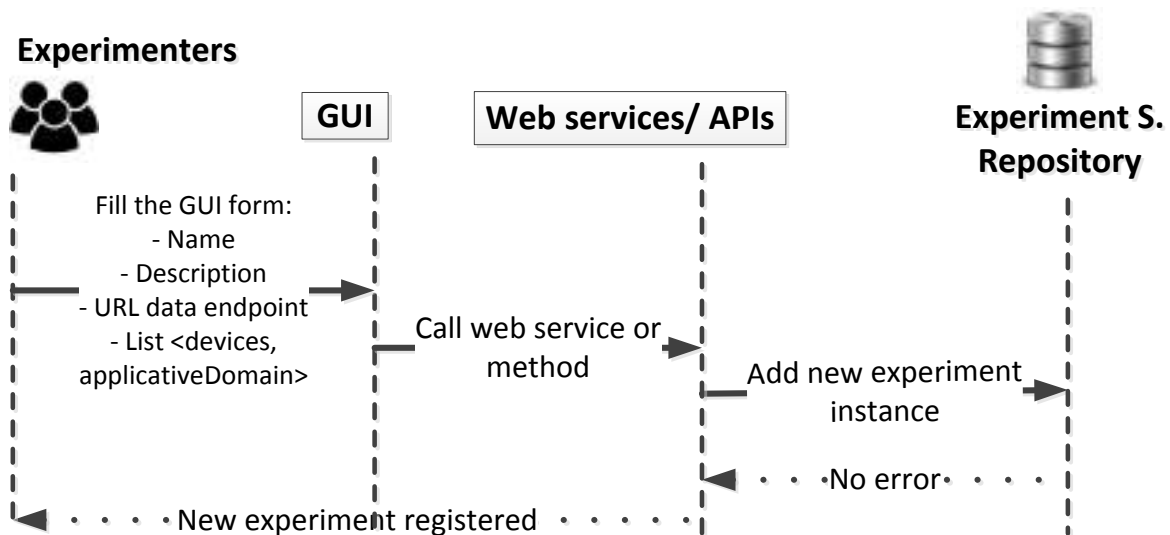 Experimenters
GUI
Web services/ APIs
Experiment S.
Repository
Fill the GUI form:
- Name
- Description
- URL data endpoint
- List <devices,
applicativeDomain>
Call web service or
method
Add new experiment
instance
No error
New experiment registered